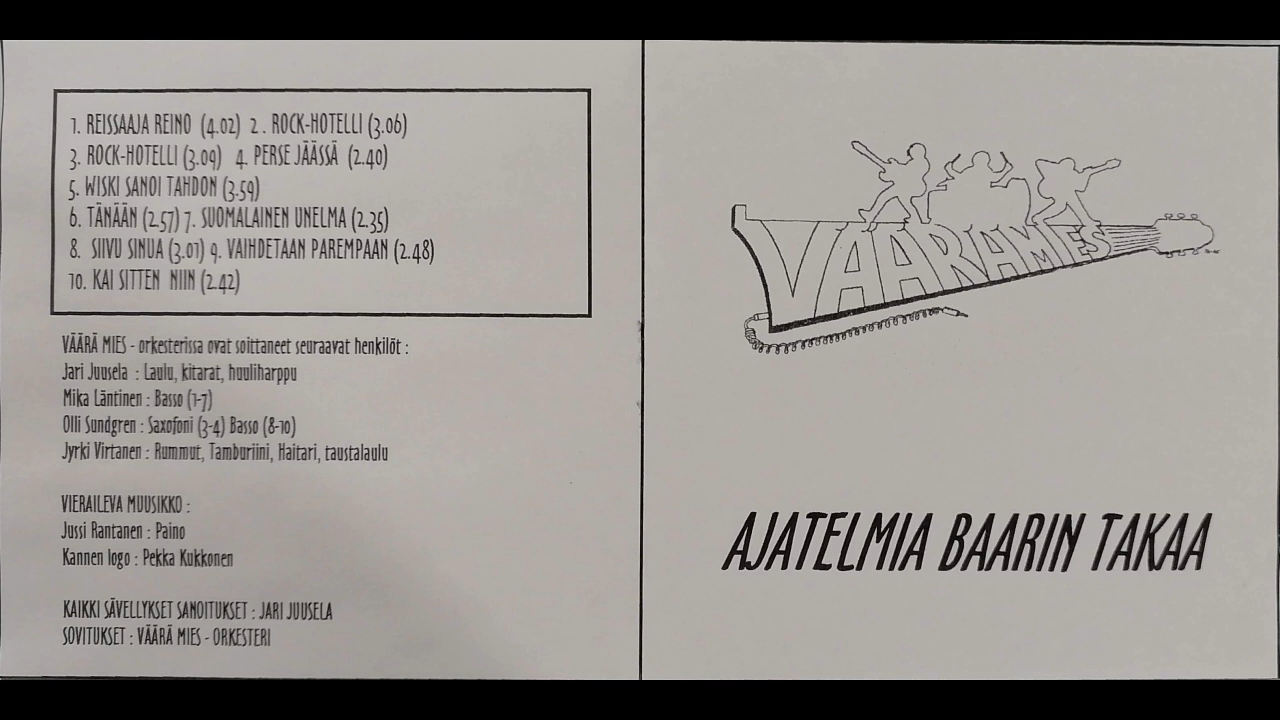 1. REISSAAJA REINO (4.02) 2. ROCK-HOTELLI (3.06)
3. ROCK-HOTELLI (3.09) 4. PERSE JÄÄSSÄ (2.40)
5. WISKI SANOI TAHDON (3.59)
6. TÄNÄÄN (2.57) 7. SUOMALAINEN UNELMA (2.35)
8. SIIVU SINUA (3.01) 9. VAIHDETAAN PAREMPAAN (2.48)
10. KAI SITTEN NIIN (2.42)
VÄÄRÄ MIES - orkesterissa ovat soittaneet seuraavat henkilöt :
Jari Juusela : Laulu, kitarat, huuliharppu
Mika Läntinen : Basso (1-7)
Olli Sundgren : Saxofoni (3-4) Basso (8-10)
Jyrki Virtanen : Rummut, Tamburiini, Haitari, taustalaulu
VIERAILEVA MUUSIKKO :
Jussi Rantanen : Paino
Kannen logo : Pekka Kukkonen
KAIKKI SÄVELLYKSET SANOITUKSET : JARI JUUSELA
SOVITUKSET : VÄÄRÄ MIES - ORKESTERI
VÄÄRÄMIES
AJATELMIA BAARIN TAKAA